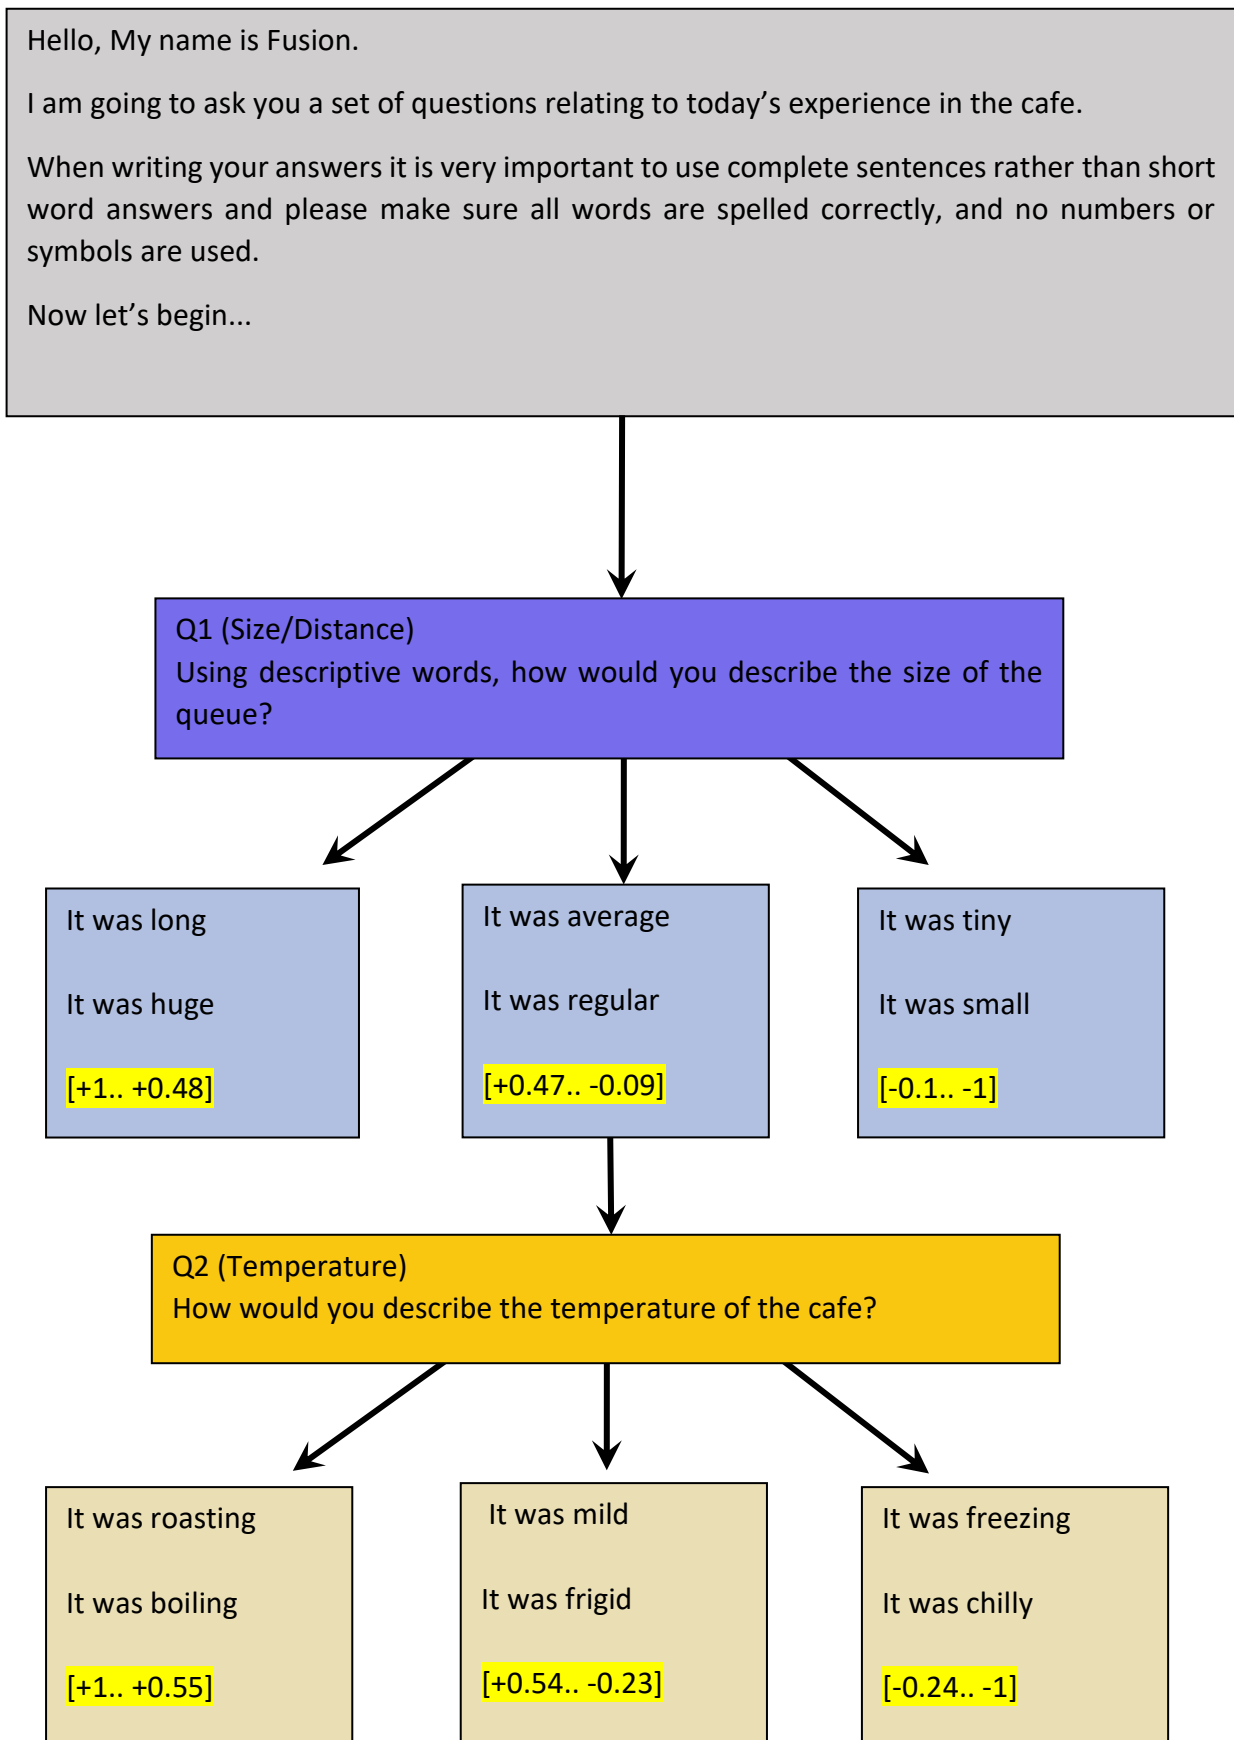 Hello, My name is Fusion.
I am going to ask you a set of questions relating to today’s experience in the cafe.
When writing your answers it is very important to use complete sentences rather than short
word answers and please make sure all words are spelled correctly, and no numbers or
symbols are used.
Now let’s begin...
Q1 (Size/Distance)
Using descriptive words, how would you describe the size of the
queue?
It was long
It was huge
[+1.. +0.48]
It was average
It was regular
[+0.47.. -0.09]
It was tiny
It was small
[-0.1.. -1]
Q2 (Temperature)
How would you describe the temperature of the cafe?
It was roasting
It was boiling
[+1.. +0.55]
It was mild
It was frigid
[+0.54.. -0.23]
It was freezing
It was chilly
[-0.24.. -1]